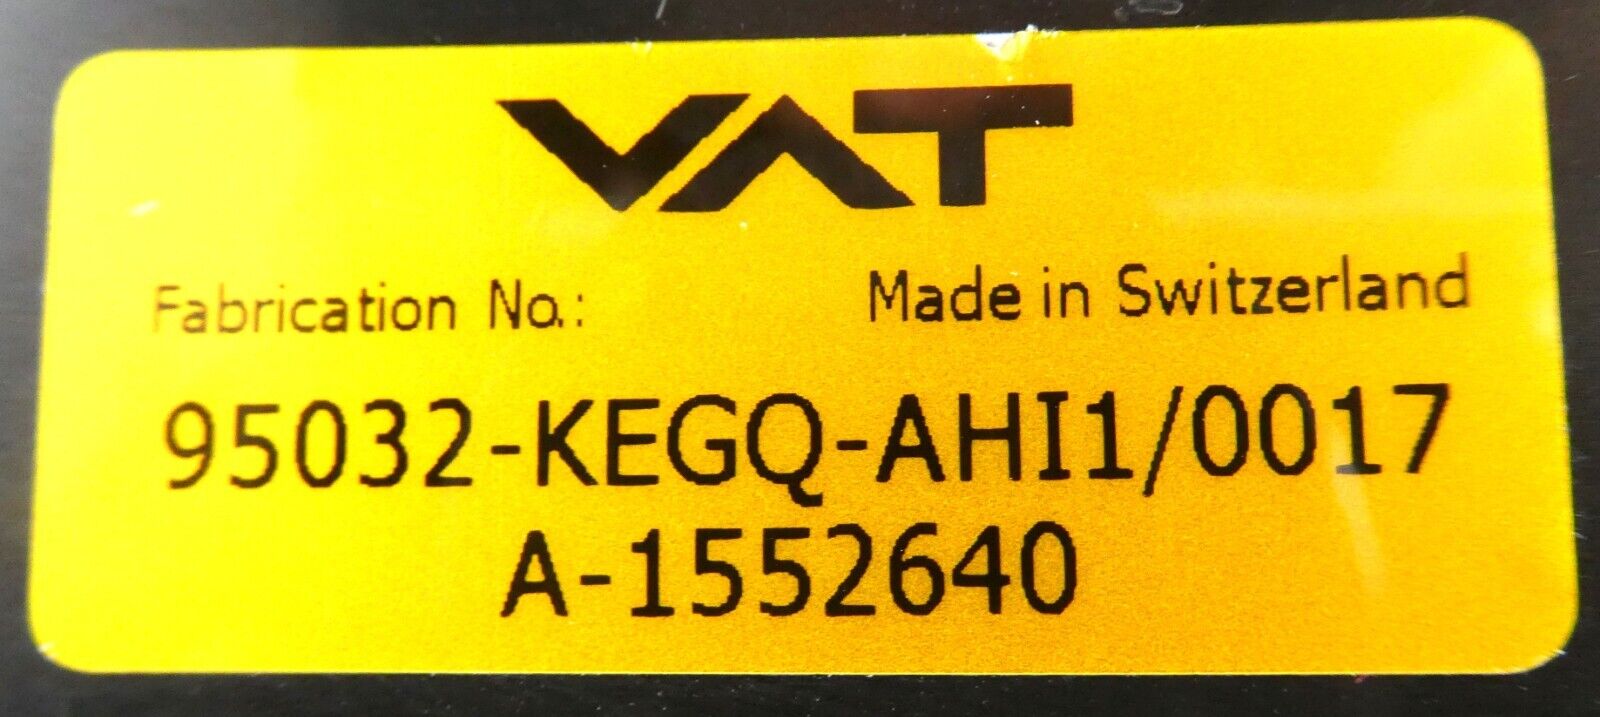 VAT
Fabrication No.: Made in Switzerland
95032-KEGQ-AHI1/0017
A-1552640